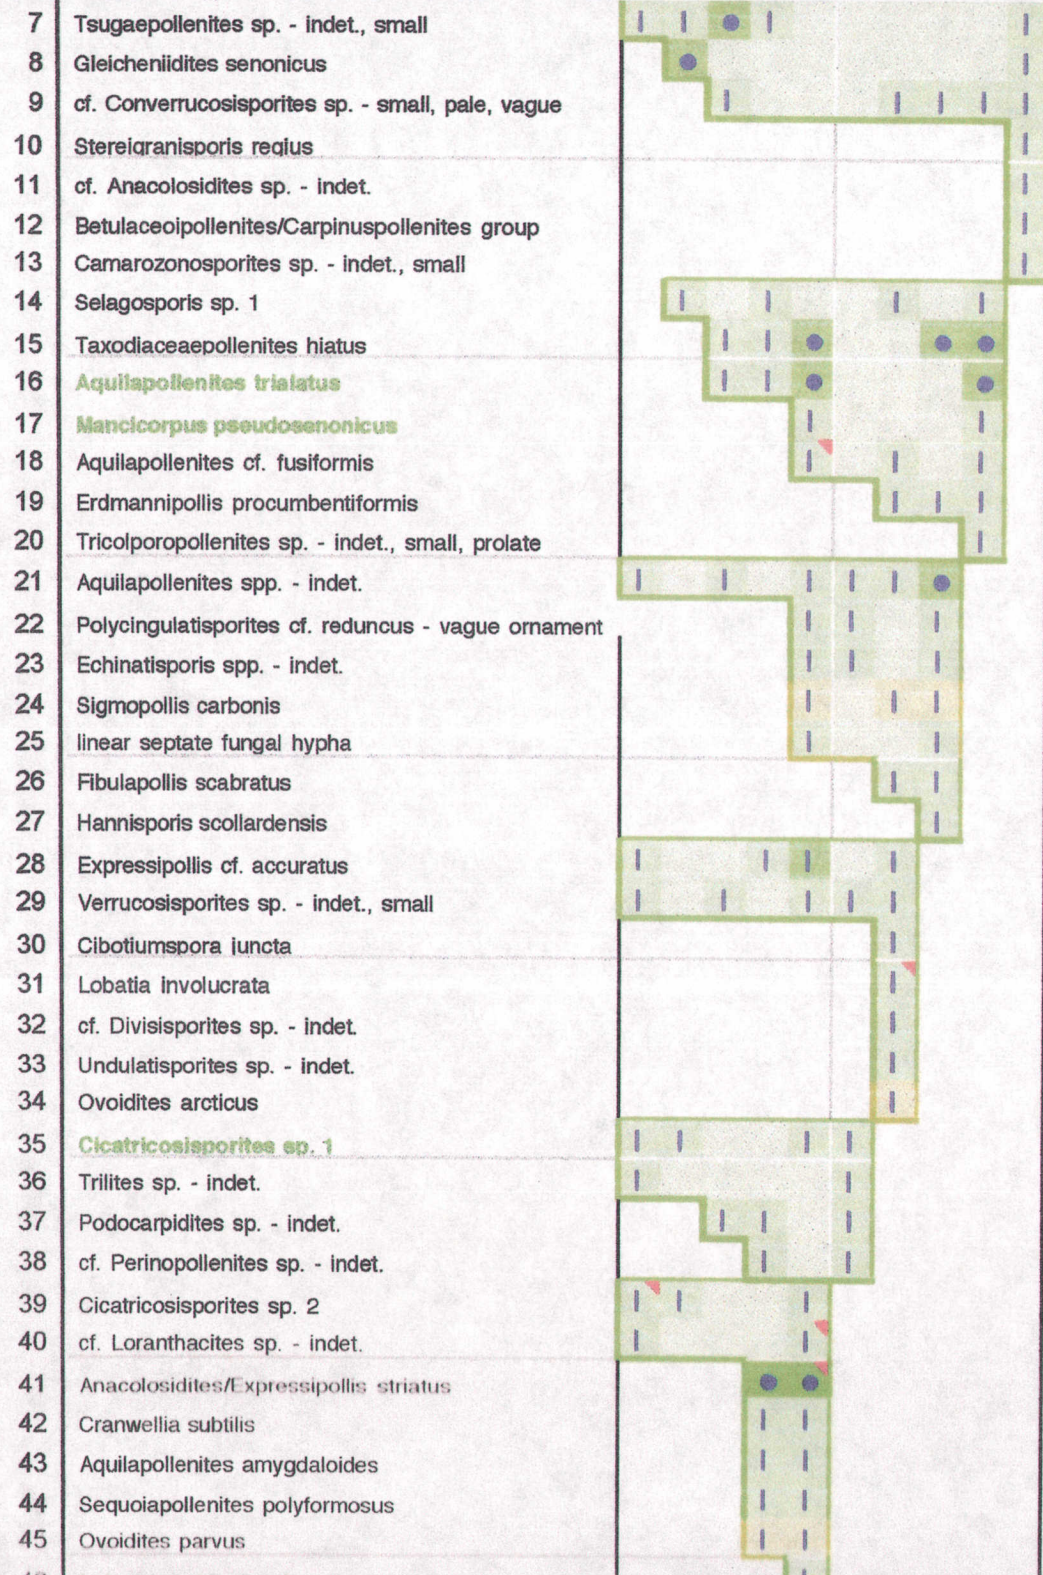 7 Tsugaepollenites sp. - indet., small
8 Gleicheniidites senonicus
9 cf. Converrucosisporites sp. - small, pale, vague
10 Stereigranisporis regius
11 cf. Anacolosidites sp. - indet.
12 Betulaceoipollenites/Carpinuspollenites group
13 Camarozonosporites sp. - indet., small
14 Selagosporis sp. 1
15 Taxodiaceaepollenites hiatus
16 Aquilapollenites trialatus
17 Mancicorpus pseudosenonicus
18 Aquilapollenites cf. fusiformis
19 Erdmannipollis procumbentiformis
20 Tricolporopollenites sp. - indet., small, prolate
21 Aquilapollenites spp. - indet.
22 Polycingulatisporites cf. reduncus - vague ornament
23 Echinatisporis spp. - indet.
24 Sigmopollis carbonis
25 linear septate fungal hypha
26 Fibulapollis scabratus
27 Hannisporis scollardensis
28 Expressipollis cf. accuratus
29 Verrucosisporites sp. - indet., small
30 Cibotiumspora juncta
31 Lobatia involucrata
32 cf. Divisisporites sp. - indet.
33 Undulatisporites sp. - indet.
34 Ovoidites arcticus
35 Cicatricosisporites sp. 1
36 Trilites sp. - indet.
37 Podocarpidites sp. - indet.
38 cf. Perinopollenites sp. - indet.
39 Cicatricosisporites sp. 2
40 cf. Loranthacites sp. - indet.
41 Anacolosidites/Expressipollis striatus
42 Cranwellia subtilis
43 Aquilapollenites amygdaloides
44 Sequoiapollenites polyformosus
45 Ovoidites parvus